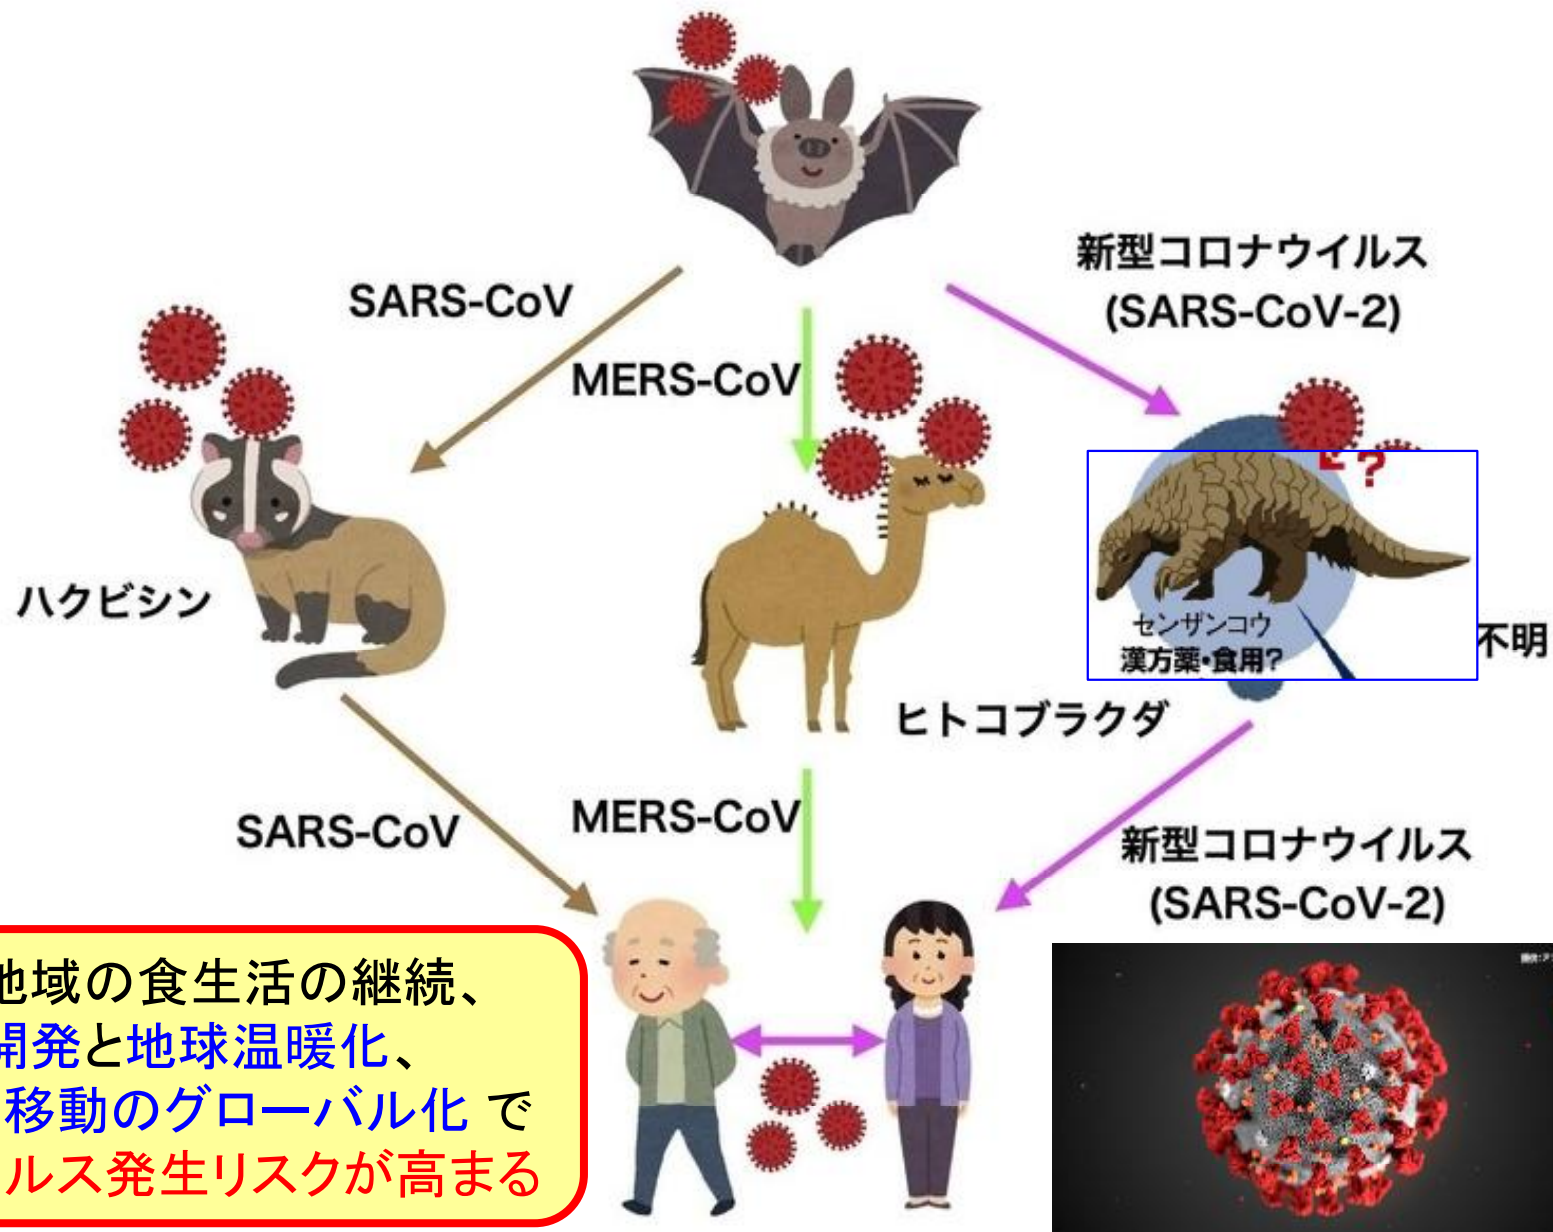 新型コロナウイルス
(SARS-CoV-2)
SARS-CoV
MERS-CoV
?
ハクビシン
センザンコウ
漢方薬・食用?
不明
ヒトコブラクダ
SARS-CoV
MERS-CoV
新型コロナウイルス
(SARS-CoV-2)
地域の食生活の継続、
開発と地球温暖化、
移動のグローバル化 で
ルス発生リスクが高まる